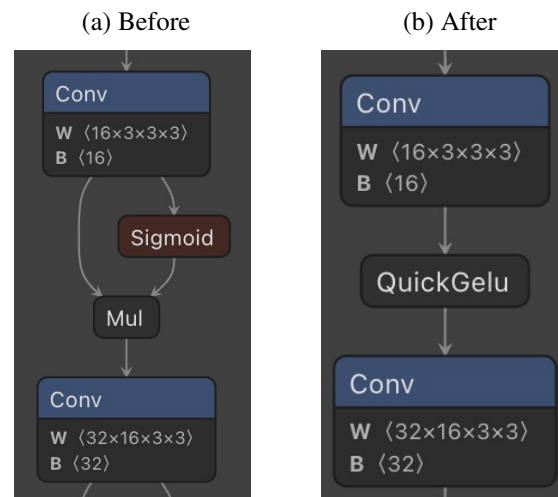 (a) Before
Conv
W ⟨16×3×3×3⟩
B ⟨16⟩
Sigmoid
Mul
Conv
W ⟨32×16×3×3⟩
B ⟨32⟩
(b) After
Conv
W ⟨16×3×3×3⟩
B ⟨16⟩
QuickGelu
Conv
W ⟨32×16×3×3⟩
B ⟨32⟩